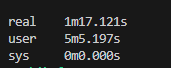 real 1m17.121s
user 5m5.197s
sys 0m0.000s